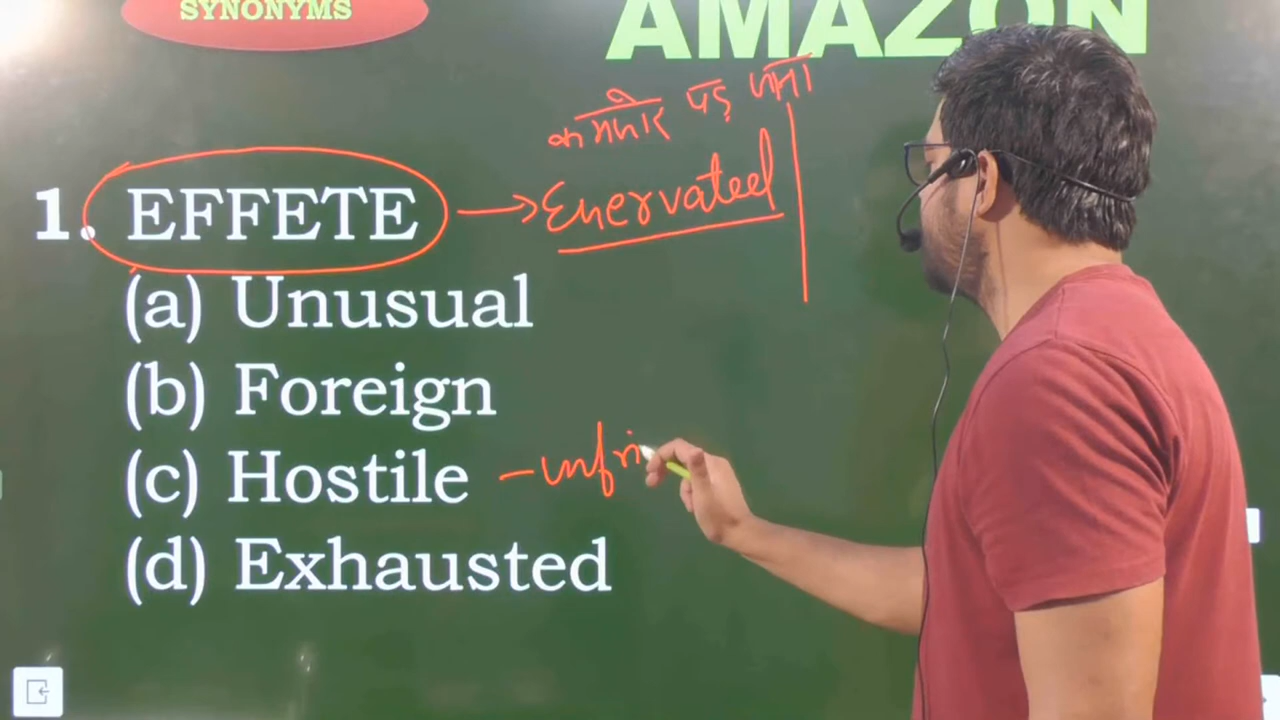 SYNONYMS
AMAZON
कमजोर पड़ जाना
1. EFFETE → Enervated
(a) Unusual
(b) Foreign
(c) Hostile – unfri
(d) Exhausted